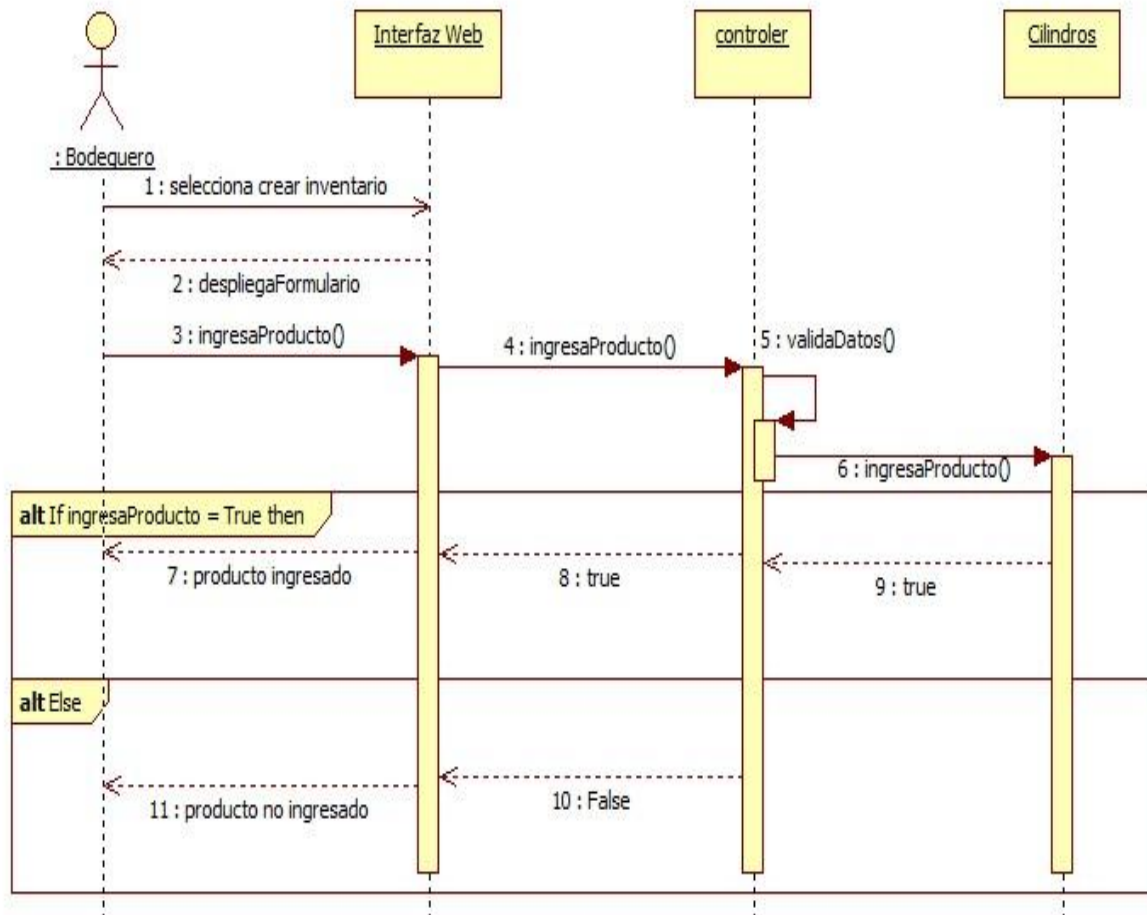 Interfaz Web
controler
Cilindros
: Bodeguero
1 : selecciona crear inventario
2 : despliegaFormulario
3 : ingresaProducto()
4 : ingresaProducto()
5 : validaDatos()
6 : ingresaProducto()
alt If ingresaProducto = True then
7 : producto ingresado
8 : true
9 : true
alt Else
10 : False
11 : producto no ingresado